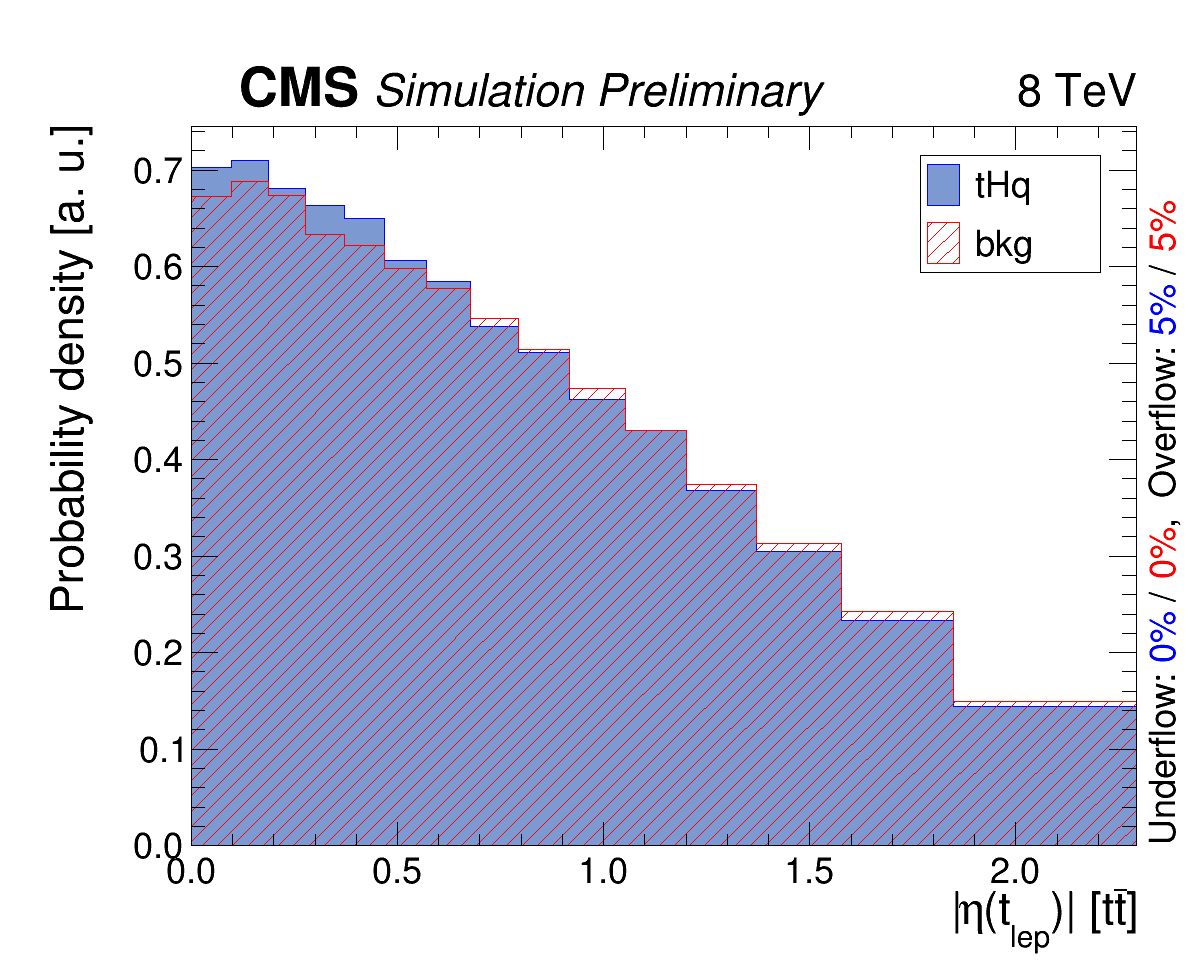 CMS Simulation Preliminary 8 TeV
Probability density [a. u.]
0.7
0.6
0.5
0.4
0.3
0.2
0.1
0.0
tHq
bkg
0.0 0.5 1.0 1.5 2.0
|η(t_lep)| [tt̄]
Underflow: 0% / 0%, Overflow: 5% / 5%